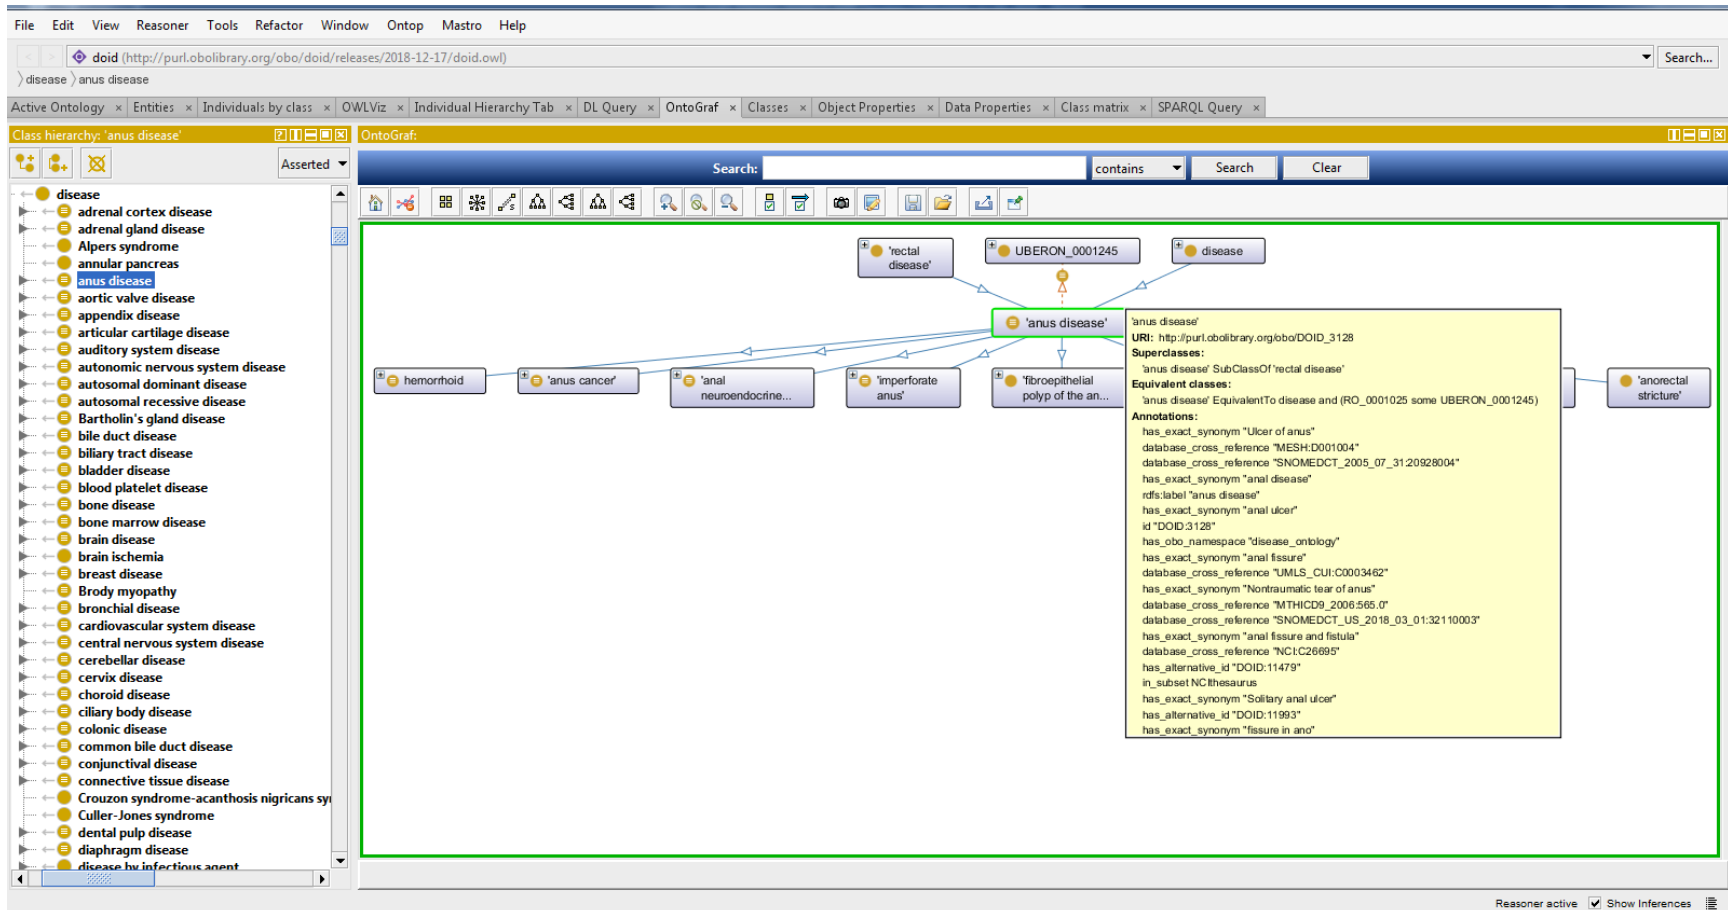 File Edit View Reasoner Tools Refactor Window Ontop Mastro Help
doid (http://purl.obolibrary.org/obo/doid/releases/2018-12-17/doid.owl)
Search...
disease anus disease
Active Ontology × Entities × Individuals by class × OWLViz × Individual Hierarchy Tab × DL Query × OntoGraf × Classes × Object Properties × Data Properties × Class matrix × SPARQL Query ×
Class hierarchy: 'anus disease'
Asserted
disease
adrenal cortex disease
adrenal gland disease
Alpers syndrome
annular pancreas
anus disease
aortic valve disease
appendix disease
articular cartilage disease
auditory system disease
autonomic nervous system disease
autosomal dominant disease
autosomal recessive disease
Bartholin's gland disease
bile duct disease
biliary tract disease
bladder disease
blood platelet disease
bone disease
bone marrow disease
brain disease
brain ischemia
breast disease
Brody myopathy
bronchial disease
cardiovascular system disease
central nervous system disease
cerebellar disease
cervix disease
choroid disease
ciliary body disease
colonic disease
common bile duct disease
conjunctival disease
connective tissue disease
Crouzon syndrome-acanthosis nigricans syn
Culler-Jones syndrome
dental pulp disease
diaphragm disease
disease by infectious agent
OntoGraf:
Search: contains Search Clear
'rectal
disease'
UBERON_0001245
disease
'anus disease'
hemorrhoid
'anus cancer'
'anal
neuroendocrine...
'imperforate
anus'
'fibroepithelial
polyp of the an...
'anorectal
stricture'
'anus disease'
URI: http://purl.obolibrary.org/obo/DOID_3128
Superclasses:
'anus disease' SubClassOf 'rectal disease'
Equivalent classes:
'anus disease' EquivalentTo disease and (RO_0001025 some UBERON_0001245)
Annotations:
has_exact_synonym "Ulcer of anus"
database_cross_reference "MESH:D001004"
database_cross_reference "SNOMEDCT_2005_07_31:20928004"
has_exact_synonym "anal disease"
rdfs:label "anus disease"
has_exact_synonym "anal ulcer"
id "DOID:3128"
has_obo_namespace "disease_ontology"
has_exact_synonym "anal fissure"
database_cross_reference "UMLS_CUI:C0003462"
has_exact_synonym "Nontraumatic tear of anus"
database_cross_reference "MTHICD9_2006:565.0"
database_cross_reference "SNOMEDCT_US_2018_03_01:32110003"
has_exact_synonym "anal fissure and fistula"
database_cross_reference "NCI:C26695"
has_alternative_id "DOID:11479"
in_subset NCIthesaurus
has_exact_synonym "Solitary anal ulcer"
has_alternative_id "DOID:11993"
has_exact_synonym "fissure in ano"
Reasoner active Show Inferences